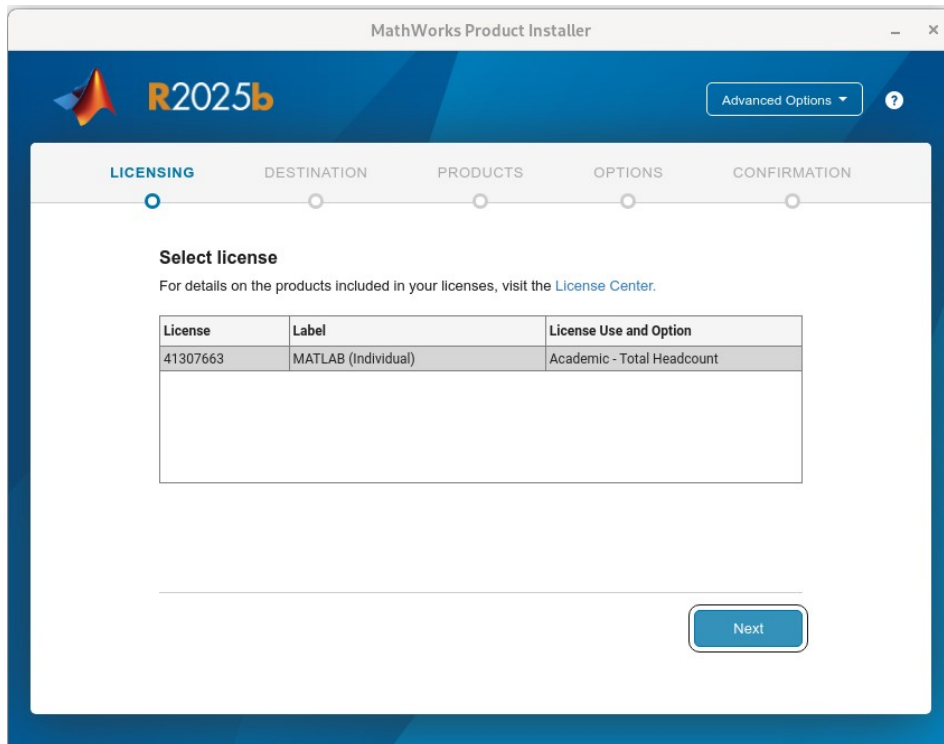 MathWorks Product Installer
R2025b
Advanced Options
?
LICENSING DESTINATION PRODUCTS OPTIONS CONFIRMATION
Select license
For details on the products included in your licenses, visit the License Center.
License Label License Use and Option
41307663 MATLAB (Individual) Academic - Total Headcount
Next